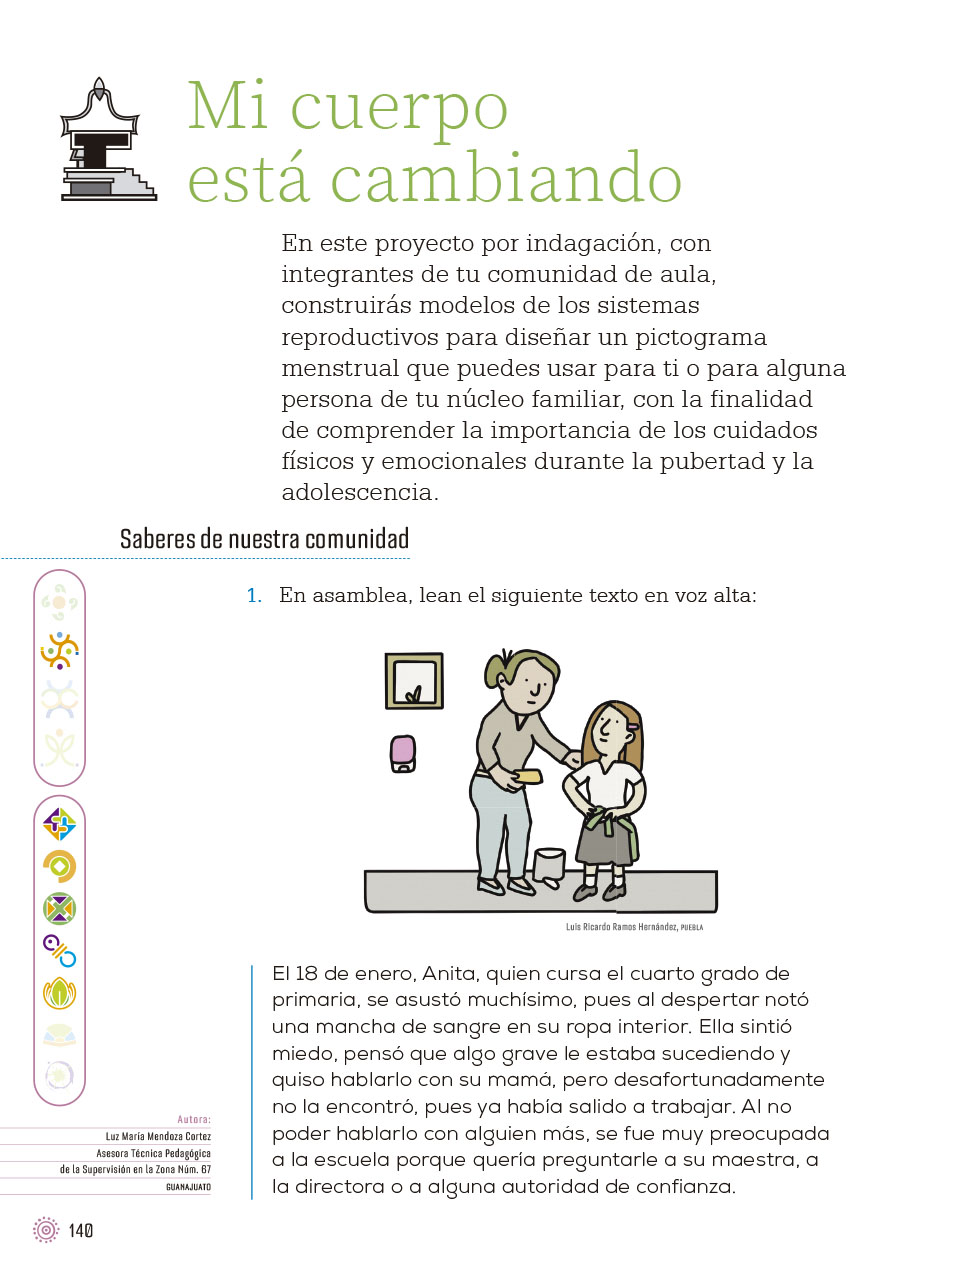 Mi cuerpo
está cambiando
En este proyecto por indagación, con
integrantes de tu comunidad de aula,
construirás modelos de los sistemas
reproductivos para diseñar un pictograma
menstrual que puedes usar para ti o para alguna
persona de tu núcleo familiar, con la finalidad
de comprender la importancia de los cuidados
físicos y emocionales durante la pubertad y la
adolescencia.
Saberes de nuestra comunidad
1. En asamblea, lean el siguiente texto en voz alta:
Luis Ricardo Ramos Hernández, PUEBLA
El 18 de enero, Anita, quien cursa el cuarto grado de
primaria, se asustó muchísimo, pues al despertar notó
una mancha de sangre en su ropa interior. Ella sintió
miedo, pensó que algo grave le estaba sucediendo y
quiso hablarlo con su mamá, pero desafortunadamente
no la encontró, pues ya había salido a trabajar. Al no
poder hablarlo con alguien más, se fue muy preocupada
a la escuela porque quería preguntarle a su maestra, a
la directora o a alguna autoridad de confianza.
Autora:
Luz María Mendoza Cortez
Asesora Técnica Pedagógica
de la Supervisión en la Zona Núm. 67
GUANAJUATO
140